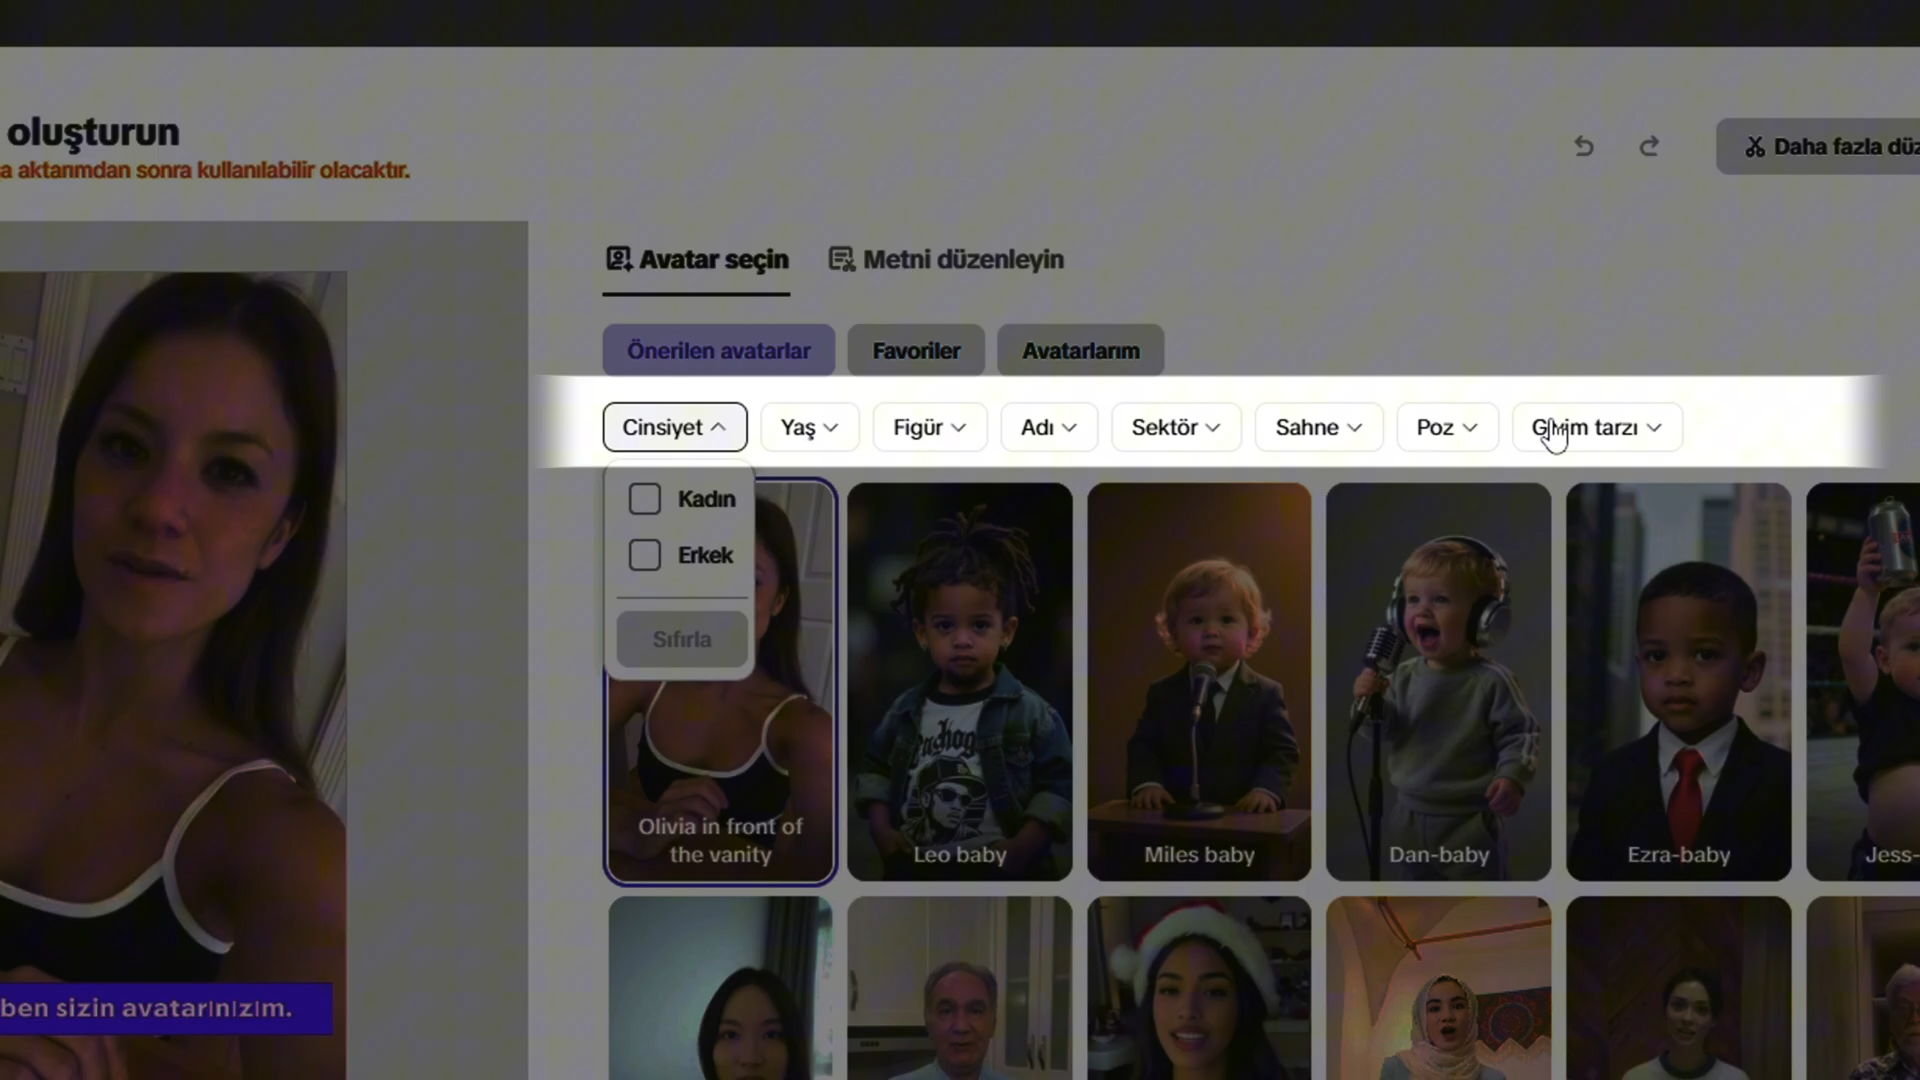 oluşturun
a aktarımdan sonra kullanılabilir olacaktır.
Daha fazla düz
Avatar seçin
Metni düzenleyin
Önerilen avatarlar
Favoriler
Avatarlarım
Cinsiyet
Yaş
Figür
Adı
Sektör
Sahne
Poz
Giyim tarzı
Kadın
Erkek
Sıfırla
Olivia in front of
the vanity
Leo baby
Miles baby
Dan-baby
Ezra-baby
Jess-
ben sizin avatarınızım.